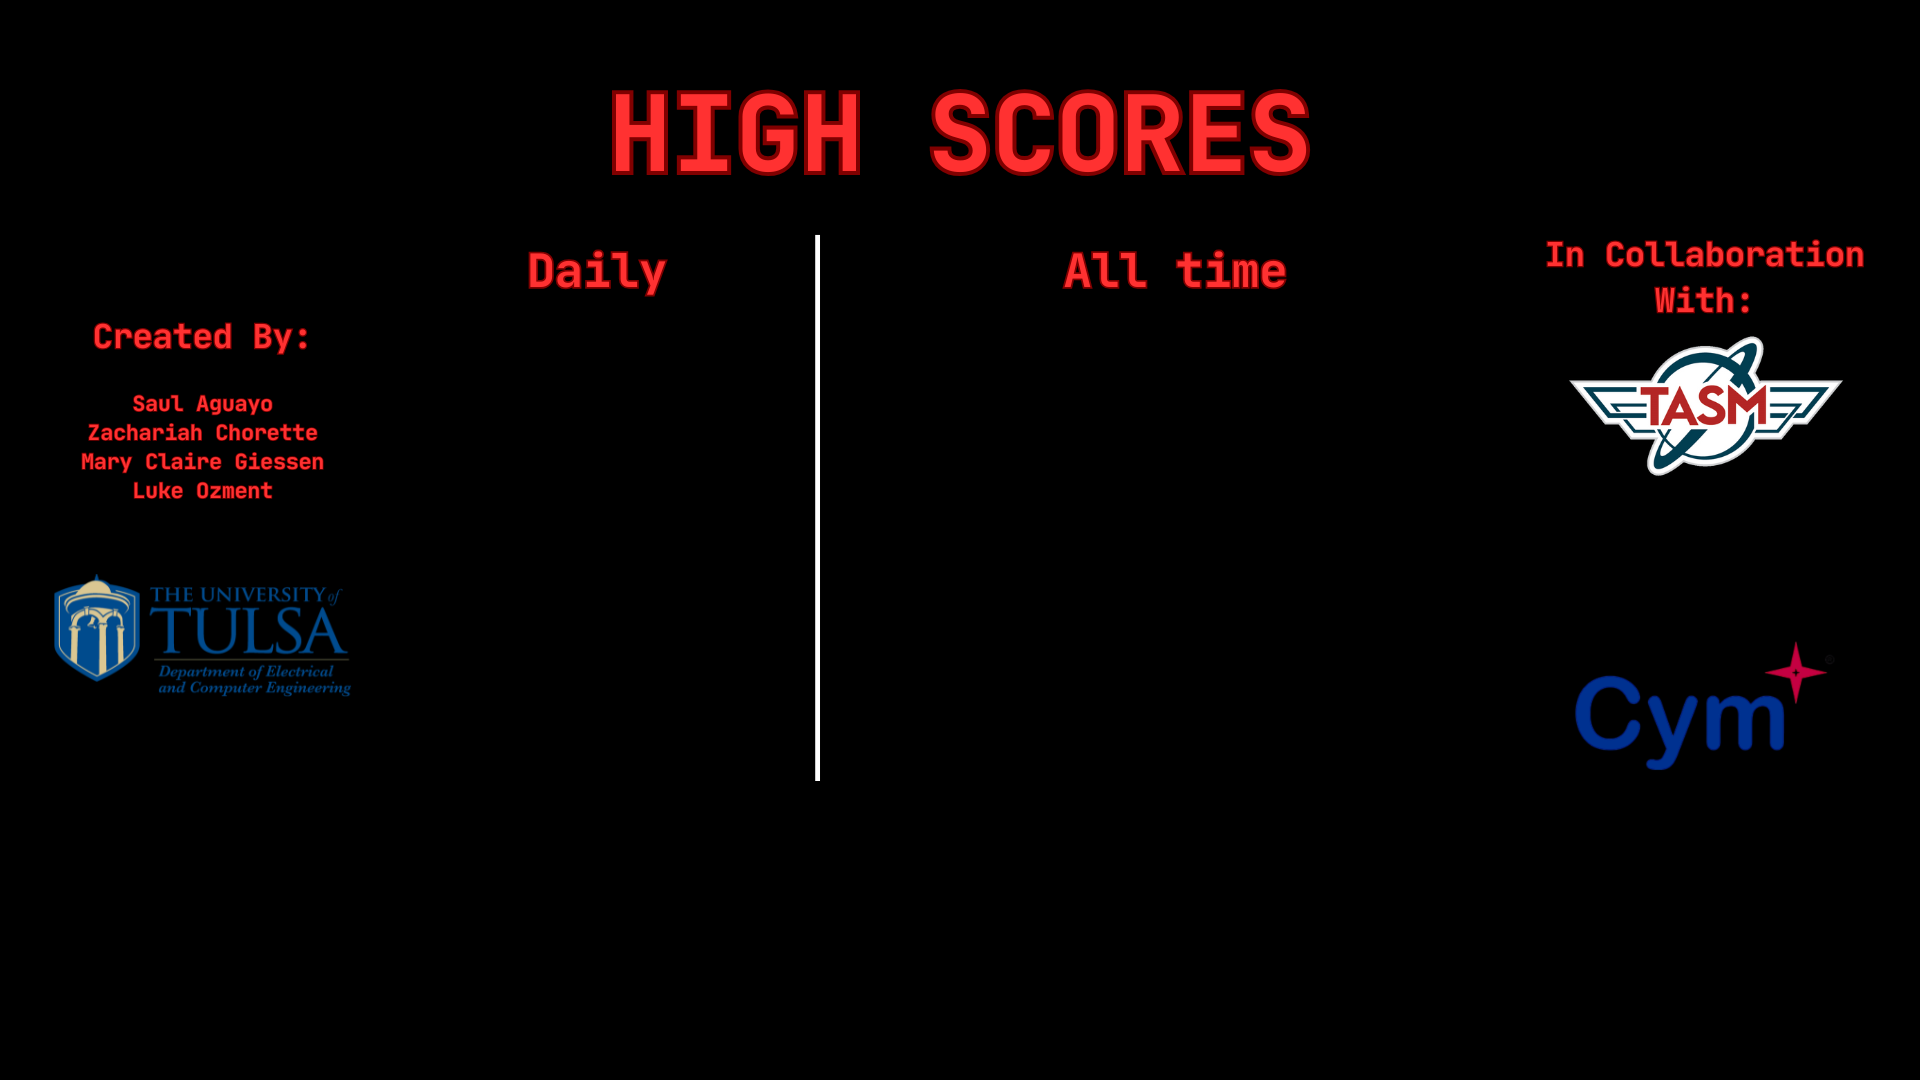 HIGH SCORES
Daily
All time
In Collaboration
With:
TASM
Created By:
Saul Aguayo
Zachariah Chorette
Mary Claire Giessen
Luke Ozment
THE UNIVERSITY of
TULSA
Department of Electrical
and Computer Engineering
Cym